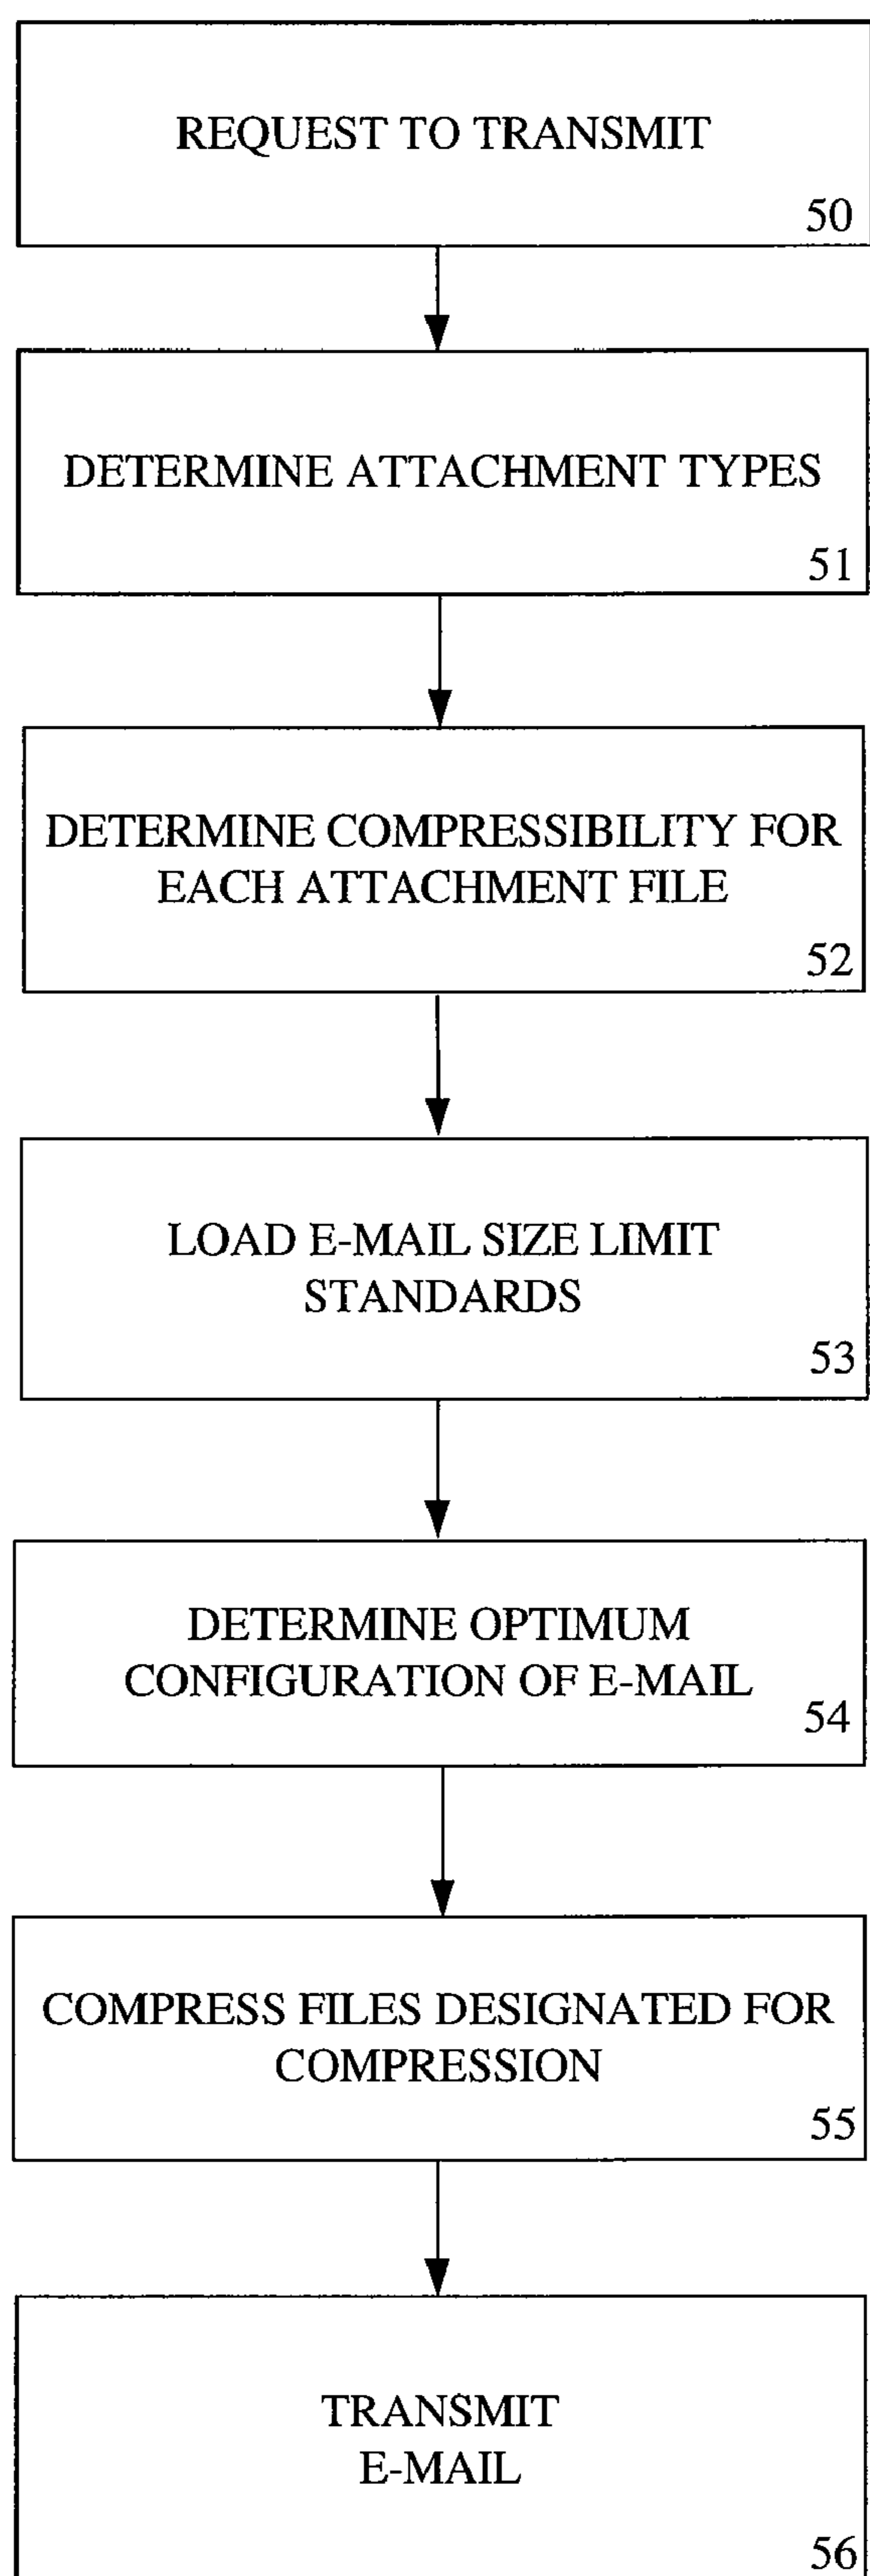 REQUEST TO TRANSMIT
50
DETERMINE ATTACHMENT TYPES
51
DETERMINE COMPRESSIBILITY FOR
EACH ATTACHMENT FILE
52
LOAD E-MAIL SIZE LIMIT
STANDARDS
53
DETERMINE OPTIMUM
CONFIGURATION OF E-MAIL
54
COMPRESS FILES DESIGNATED FOR
COMPRESSION
55
TRANSMIT
E-MAIL
56